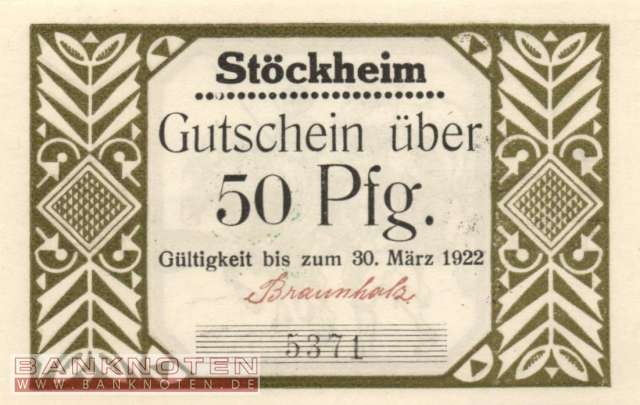 Stöckheim
Gutschein über
50 Pfg.
Gültigkeit bis zum 30. März 1922
Braunholz
5371
BANKNOTEN
WWW.BANKNOTEN.DE